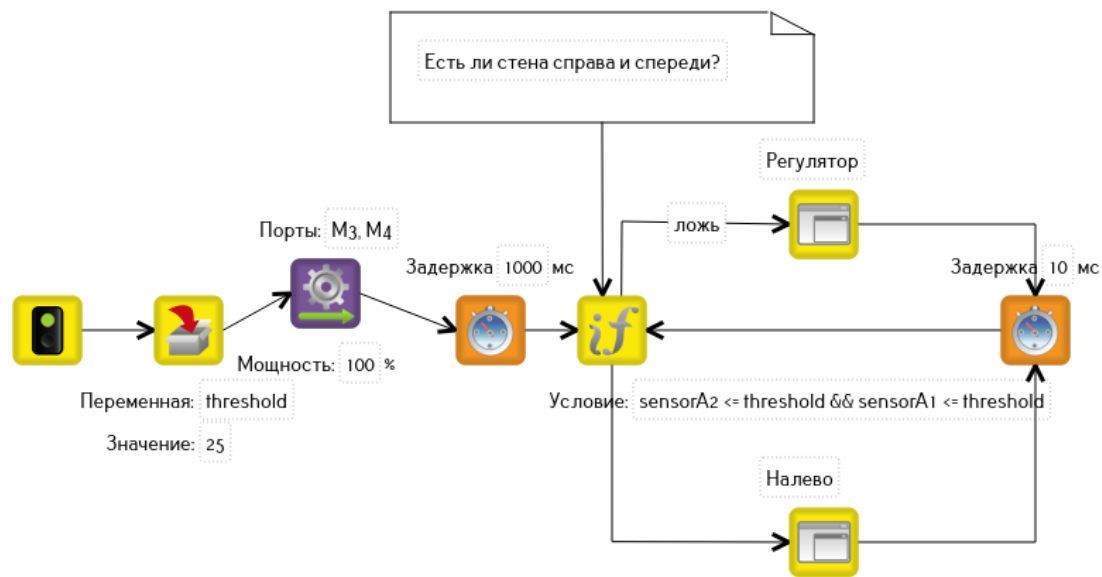 Есть ли стена справа и спереди?
Регулятор
Порты: M3, M4
ложь
Задержка 1000 мс
Задержка 10 мс
if
Мощность: 100 %
Переменная: threshold
Условие: sensorA2 <= threshold && sensorA1 <= threshold
Значение: 25
Налево